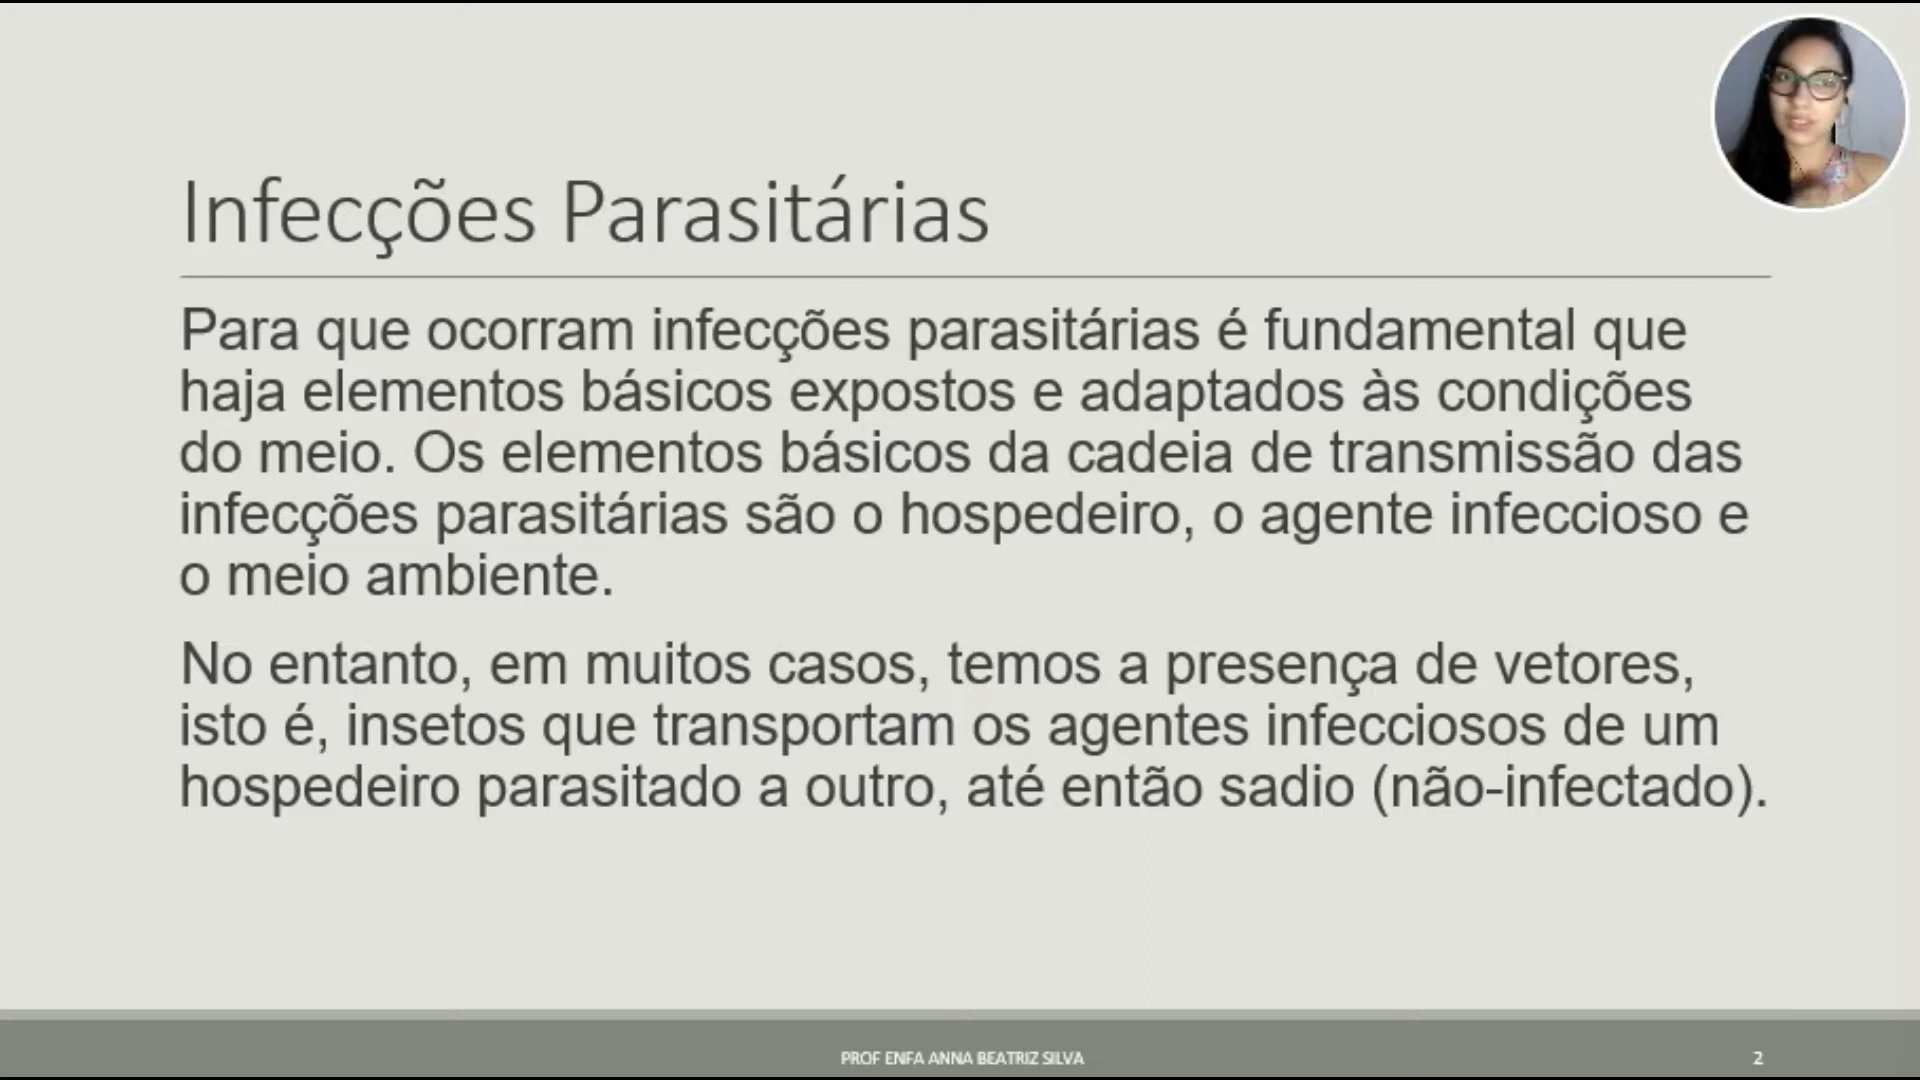 Infecções Parasitárias
Para que ocorram infecções parasitárias é fundamental que
haja elementos básicos expostos e adaptados às condições
do meio. Os elementos básicos da cadeia de transmissão das
infecções parasitárias são o hospedeiro, o agente infeccioso e
o meio ambiente.
No entanto, em muitos casos, temos a presença de vetores,
isto é, insetos que transportam os agentes infecciosos de um
hospedeiro parasitado a outro, até então sadio (não-infectado).
PROF ENFA ANNA BEATRIZ SILVA
2